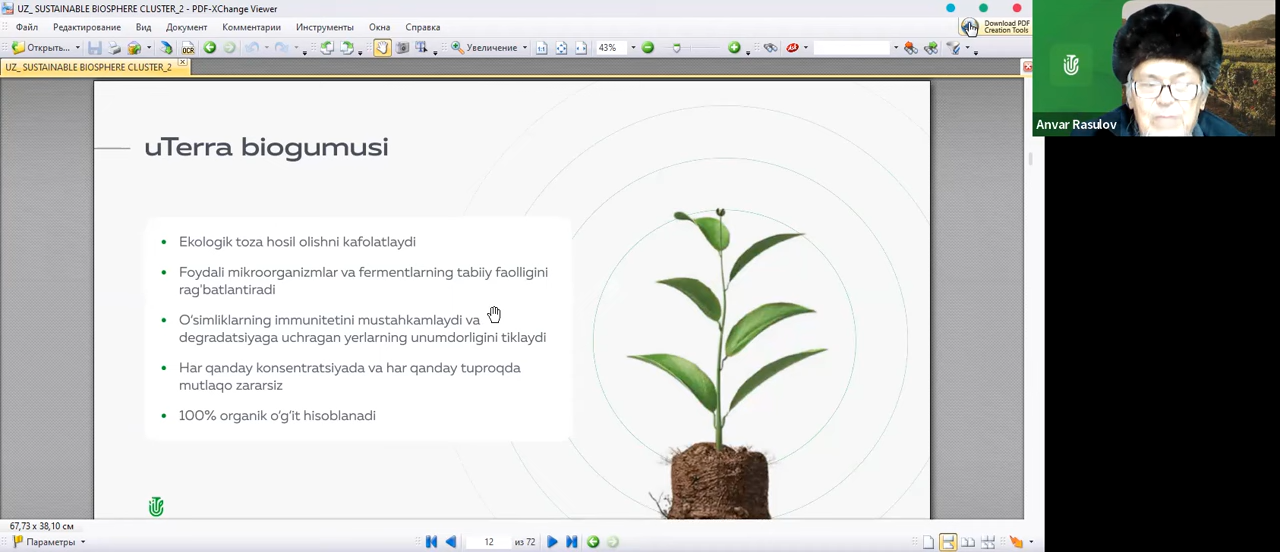 UZ_ SUSTAINABLE BIOSPHERE CLUSTER_2 - PDF-XChange Viewer
Файл Редактирование Вид Документ Комментарии Инструменты Окна Справка
Download PDF
Creation Tools
Открыть... OCR Увеличение 43%
UZ_ SUSTAINABLE BIOSPHERE CLUSTER_2
Anvar Rasulov
uTerra biogumusi
• Ekologik toza hosil olishni kafolatlaydi
• Foydali mikroorganizmlar va fermentlarning tabiiy faolligini
rag'batlantiradi
• O'simliklarning immunitetini mustahkamlaydi va
degradatsiyaga uchragan yerlarning unumdorligini tiklaydi
• Har qanday konsentratsiyada va har qanday tuproqda
mutlaqo zararsiz
• 100% organik o'g'it hisoblanadi
67,73 x 38,10 см
Параметры 12 из 72